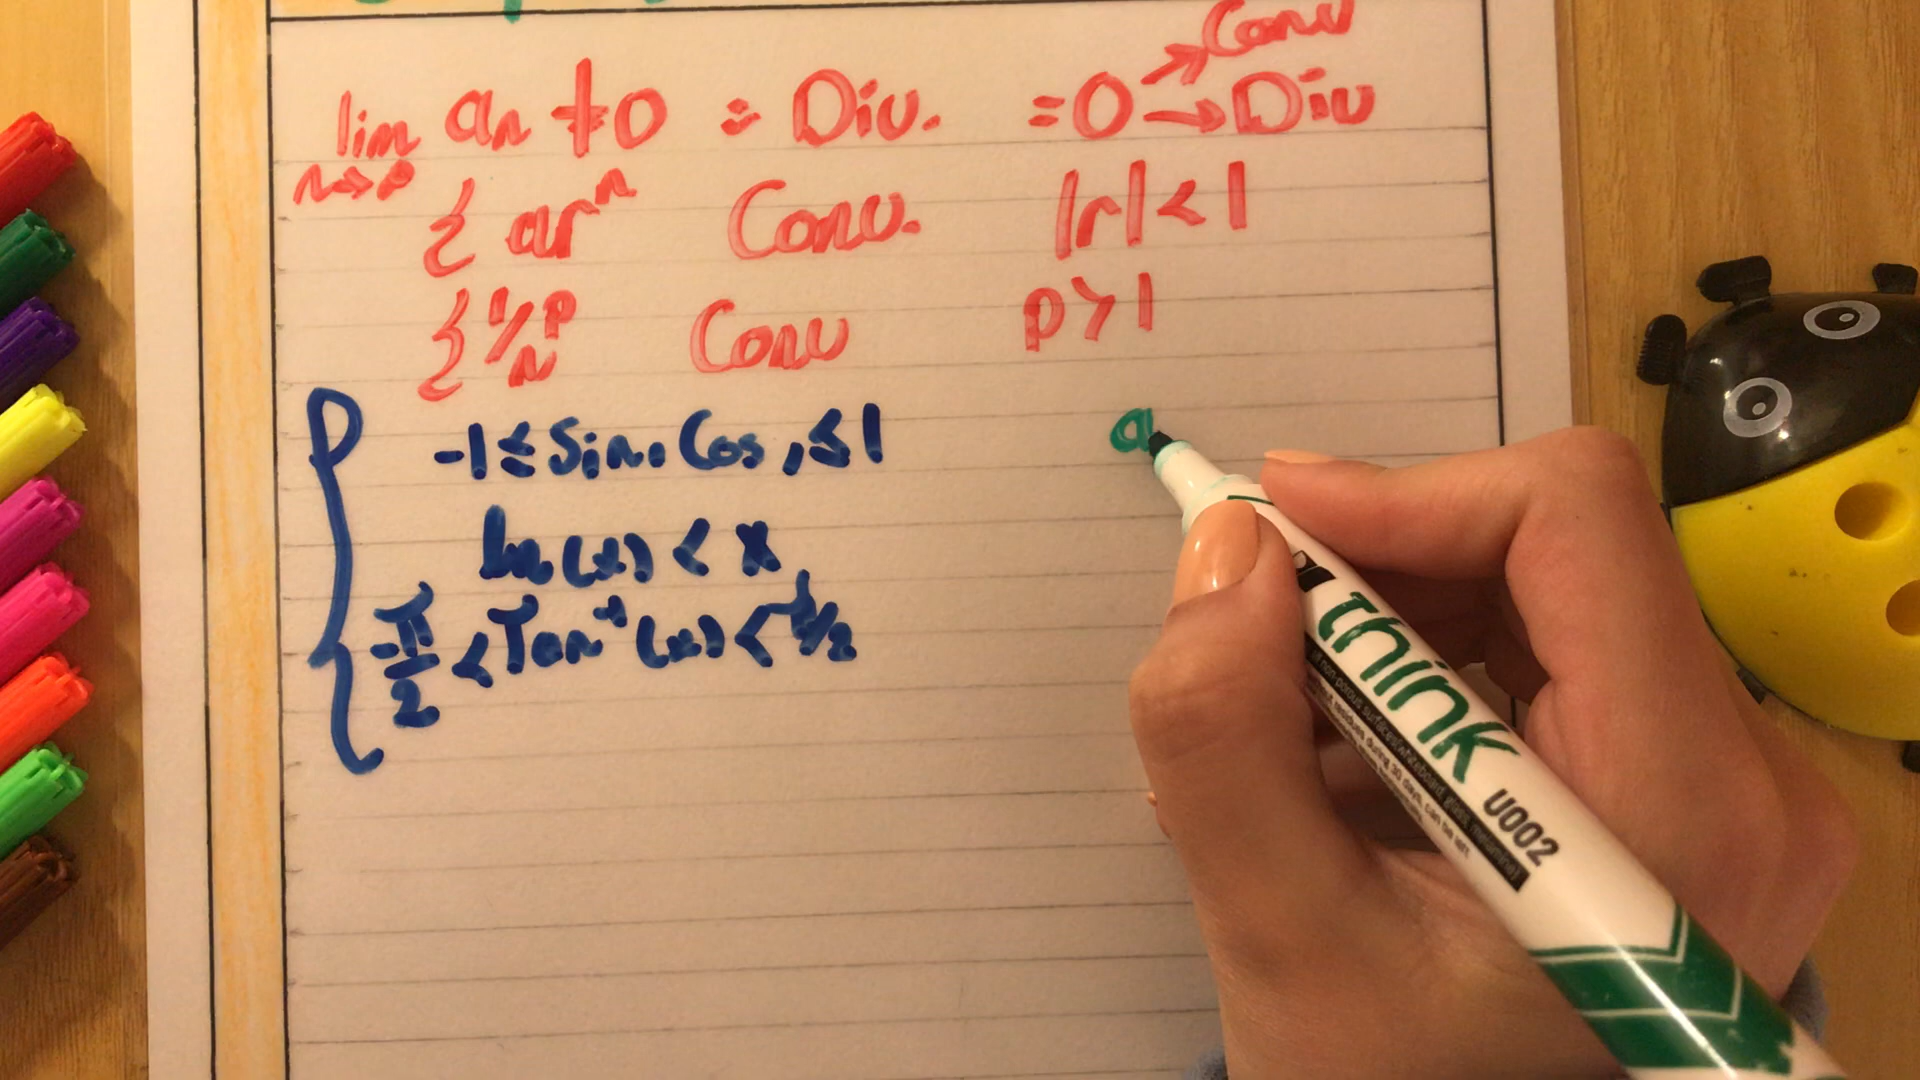 lim an ≠ 0 ∴ Div. = 0 → Conv
n→∞ → Div
Σ arⁿ Conv. |r| < 1
Σ 1/nᵖ Conv p > 1
-1 ≤ Sin, Cos, ≤ 1
ln(x) < x
-π/2 < Tan⁻¹(x) < π/2
a
think
U002